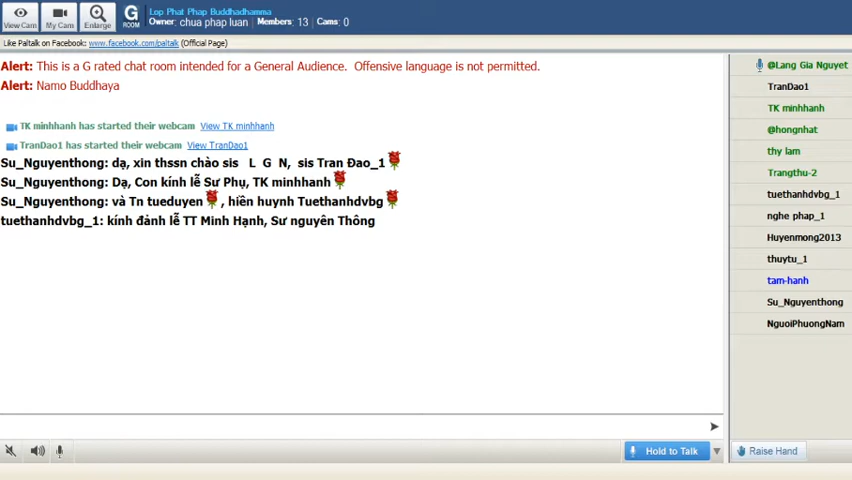 View Cam
My Cam
Enlarge
G
ROOM
Lop Phat Phap Buddhadhamma
Owner: chua phap luan Members: 13 Cams: 0
Like Paltalk on Facebook: www.facebook.com/paltalk (Official Page)
Alert: This is a G rated chat room intended for a General Audience. Offensive language is not permitted.
Alert: Namo Buddhaya
TK minhhanh has started their webcam View TK minhhanh
TranDao1 has started their webcam View TranDao1
Su_Nguyenthong: dạ, xin thssn chào sis L G N, sis Tran Đao_1
Su_Nguyenthong: Dạ, Con kính lễ Sư Phụ, TK minhhanh
Su_Nguyenthong: và Tn tueduyen , hiền huynh Tuethanhdvbg
tuethanhdvbg_1: kính đảnh lễ TT Minh Hạnh, Sư nguyên Thông
@Lang Gia Nguyet
TranDao1
TK minhhanh
@hongnhat
thy lam
Trangthu-2
tuethanhdvbg_1
nghe phap_1
Huyenmong2013
thuytu_1
tam-hanh
Su_Nguyenthong
NguoiPhuongNam
Hold to Talk
Raise Hand